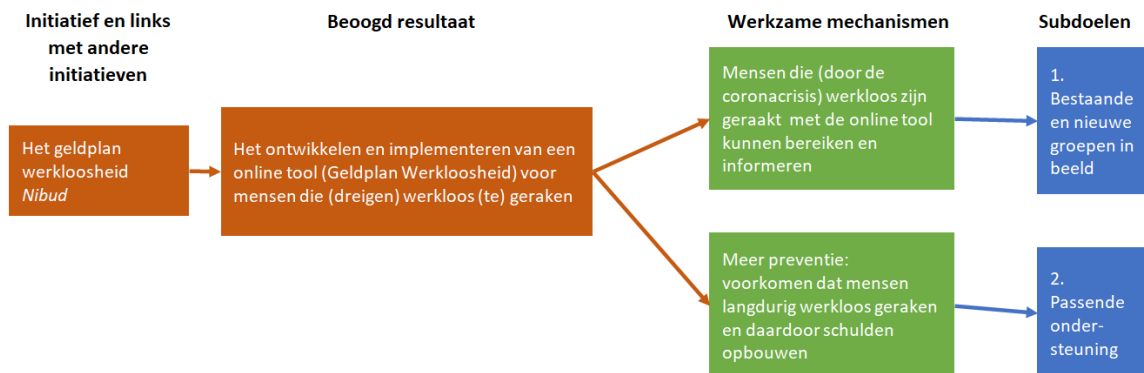 Initiatief en links
met andere
initiatieven
Beoogd resultaat
Werkzame mechanismen
Subdoelen
Het geldplan
werkloosheid
Nibud
Het ontwikkelen en implementeren van een
online tool (Geldplan Werkloosheid) voor
mensen die (dreigen) werkloos (te) geraken
Mensen die (door de
coronacrisis) werkloos zijn
geraakt met de online tool
kunnen bereiken en
informeren
1.
Bestaande
en nieuwe
groepen in
beeld
Meer preventie:
voorkomen dat mensen
langdurig werkloos geraken
en daardoor schulden
opbouwen
2.
Passende
onder-
steuning